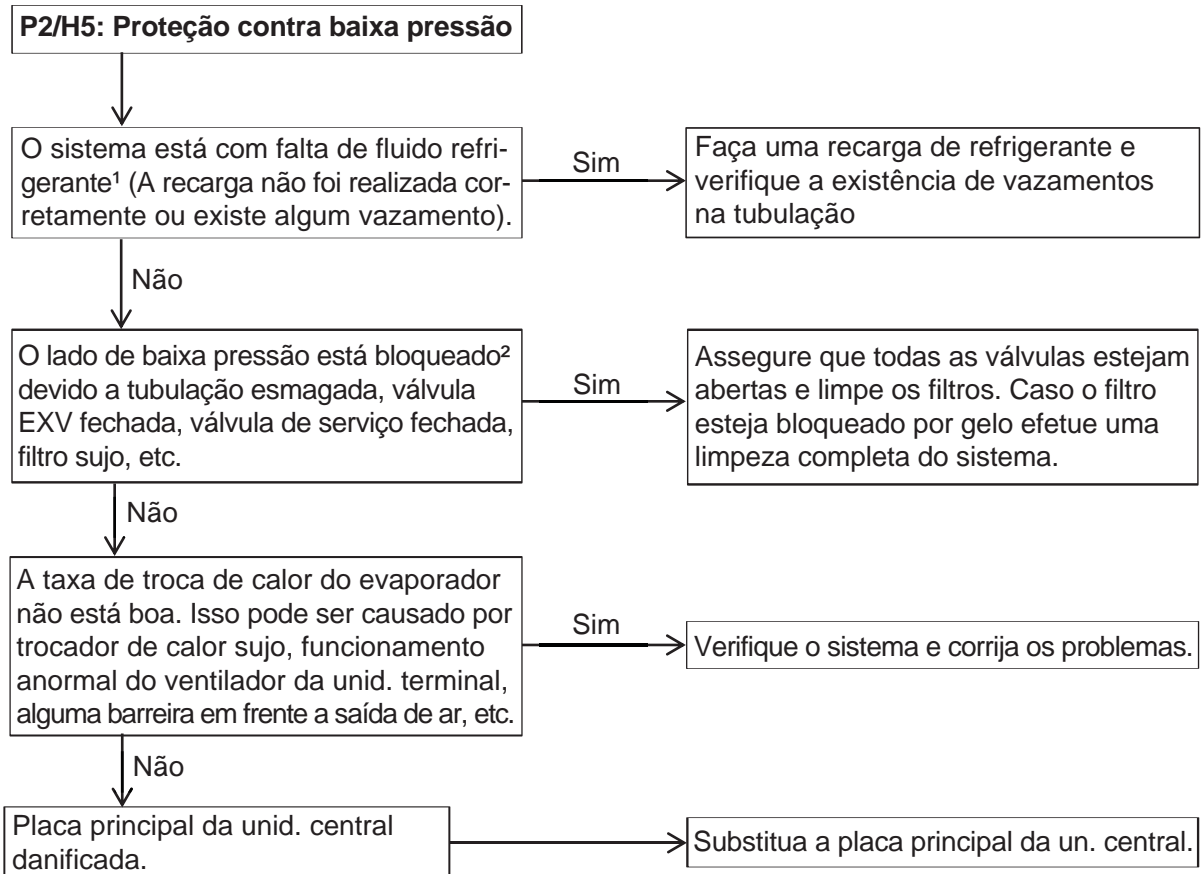 P2/H5: Proteção contra baixa pressão
O sistema está com falta de fluido refri-
gerante¹ (A recarga não foi realizada cor-
retamente ou existe algum vazamento).
Sim
Faça uma recarga de refrigerante e
verifique a existência de vazamentos
na tubulação
Não
O lado de baixa pressão está bloqueado²
devido a tubulação esmagada, válvula
EXV fechada, válvula de serviço fechada,
filtro sujo, etc.
Sim
Assegure que todas as válvulas estejam
abertas e limpe os filtros. Caso o filtro
esteja bloqueado por gelo efetue uma
limpeza completa do sistema.
Não
A taxa de troca de calor do evaporador
não está boa. Isso pode ser causado por
trocador de calor sujo, funcionamento
anormal do ventilador da unid. terminal,
alguma barreira em frente a saída de ar, etc.
Sim
Verifique o sistema e corrija os problemas.
Não
Placa principal da unid. central
danificada.
Substitua a placa principal da un. central.